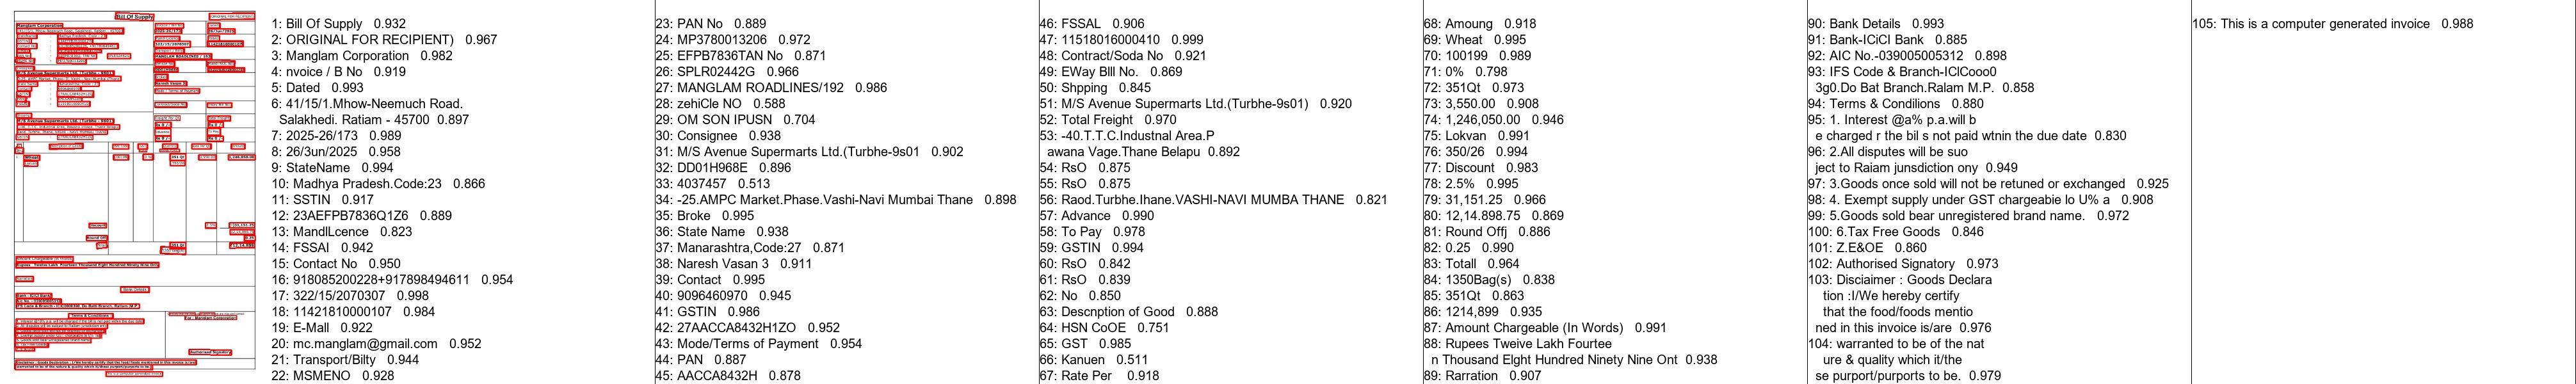 1: Bill Of Supply 0.932
2: ORIGINAL FOR RECIPIENT) 0.967
3: Manglam Corporation 0.982
4: nvoice / B No 0.919
5: Dated 0.993
6: 41/15/1.Mhow-Neemuch Road.
Salakhedi. Ratiam - 45700 0.897
7: 2025-26/173 0.989
8: 26/3un/2025 0.958
9: StateName 0.994
10: Madhya Pradesh.Code:23 0.866
11: SSTIN 0.917
12: 23AEFPB7836Q1Z6 0.889
13: MandlLcence 0.823
14: FSSAI 0.942
15: Contact No 0.950
16: 918085200228+917898494611 0.954
17: 322/15/2070307 0.998
18: 11421810000107 0.984
19: E-Mall 0.922
20: mc.manglam@gmail.com 0.952
21: Transport/Bilty 0.944
22: MSMENO 0.928
23: PAN No 0.889
24: MP3780013206 0.972
25: EFPB7836TAN No 0.871
26: SPLR02442G 0.966
27: MANGLAM ROADLINES/192 0.986
28: zehiCle NO 0.588
29: OM SON IPUSN 0.704
30: Consignee 0.938
31: M/S Avenue Supermarts Ltd.(Turbhe-9s01 0.902
32: DD01H968E 0.896
33: 4037457 0.513
34: -25.AMPC Market.Phase.Vashi-Navi Mumbai Thane 0.898
35: Broke 0.995
36: State Name 0.938
37: Manarashtra,Code:27 0.871
38: Naresh Vasan 3 0.911
39: Contact 0.995
40: 9096460970 0.945
41: GSTIN 0.986
42: 27AACCA8432H1ZO 0.952
43: Mode/Terms of Payment 0.954
44: PAN 0.887
45: AACCA8432H 0.878
46: FSSAL 0.906
47: 11518016000410 0.999
48: Contract/Soda No 0.921
49: EWay Blll No. 0.869
50: Shpping 0.845
51: M/S Avenue Supermarts Ltd.(Turbhe-9s01) 0.920
52: Total Freight 0.970
53: -40.T.T.C.Industnal Area.P
awana Vage.Thane Belapu 0.892
54: RsO 0.875
55: RsO 0.875
56: Raod.Turbhe.Ihane.VASHI-NAVI MUMBA THANE 0.821
57: Advance 0.990
58: To Pay 0.978
59: GSTIN 0.994
60: RsO 0.842
61: RsO 0.839
62: No 0.850
63: Descnption of Good 0.888
64: HSN CoOE 0.751
65: GST 0.985
66: Kanuen 0.511
67: Rate Per 0.918
68: Amoung 0.918
69: Wheat 0.995
70: 100199 0.989
71: 0% 0.798
72: 351Qt 0.973
73: 3,550.00 0.908
74: 1,246,050.00 0.946
75: Lokvan 0.991
76: 350/26 0.994
77: Discount 0.983
78: 2.5% 0.995
79: 31,151.25 0.966
80: 12,14.898.75 0.869
81: Round Offj 0.886
82: 0.25 0.990
83: Totall 0.964
84: 1350Bag(s) 0.838
85: 351Qt 0.863
86: 1214,899 0.935
87: Amount Chargeable (In Words) 0.991
88: Rupees Tweive Lakh Fourtee
n Thousand Elght Hundred Ninety Nine Ont 0.938
89: Rarration 0.907
90: Bank Details 0.993
91: Bank-ICiCI Bank 0.885
92: AIC No.-039005005312 0.898
93: IFS Code & Branch-IClCooo0
3g0.Do Bat Branch.Ralam M.P. 0.858
94: Terms & Condilions 0.880
95: 1. Interest @a% p.a.will b
e charged r the bil s not paid wtnin the due date 0.830
96: 2.All disputes will be suo
ject to Raiam junsdiction ony 0.949
97: 3.Goods once sold will not be retuned or exchanged 0.925
98: 4. Exempt supply under GST chargeabie lo U% a 0.908
99: 5.Goods sold bear unregistered brand name. 0.972
100: 6.Tax Free Goods 0.846
101: Z.E&OE 0.860
102: Authorised Signatory 0.973
103: Disciaimer : Goods Declara
tion :I/We hereby certify
that the food/foods mentio
ned in this invoice is/are 0.976
104: warranted to be of the nat
ure & quality which it/the
se purport/purports to be. 0.979
105: This is a computer generated invoice 0.988